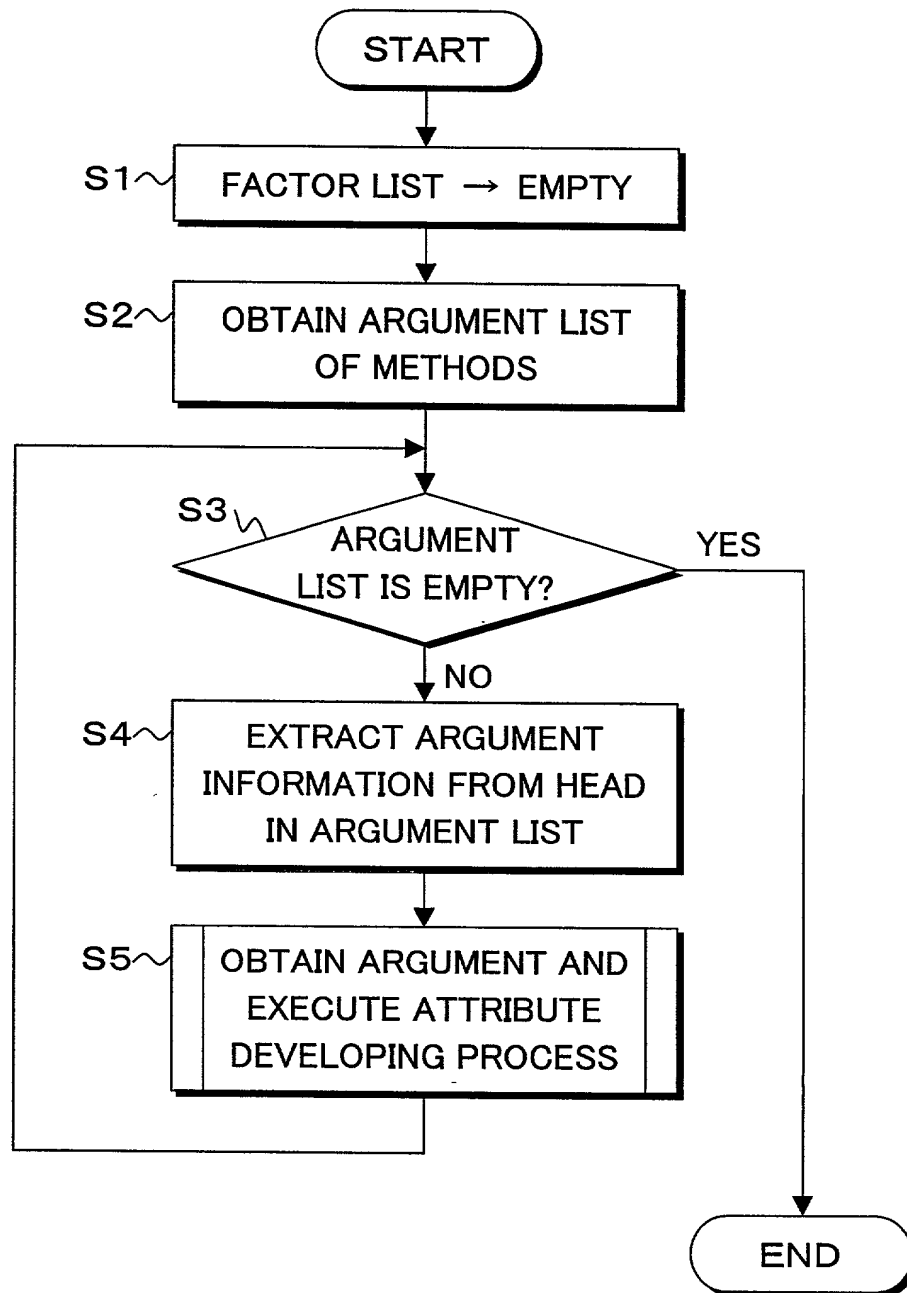 START
S1
FACTOR LIST → EMPTY
S2
OBTAIN ARGUMENT LIST
OF METHODS
S3
ARGUMENT
LIST IS EMPTY?
YES
NO
S4
EXTRACT ARGUMENT
INFORMATION FROM HEAD
IN ARGUMENT LIST
S5
OBTAIN ARGUMENT AND
EXECUTE ATTRIBUTE
DEVELOPING PROCESS
END